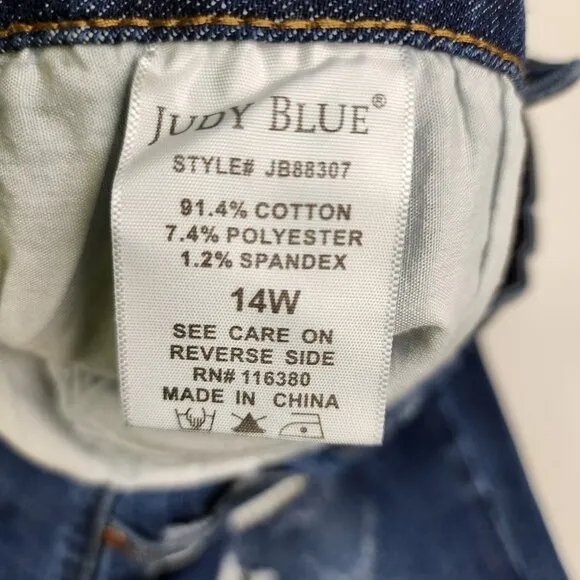 JUDY BLUE®
STYLE# JB88307
91.4% COTTON
7.4% POLYESTER
1.2% SPANDEX
14W
SEE CARE ON
REVERSE SIDE
RN# 116380
MADE IN CHINA